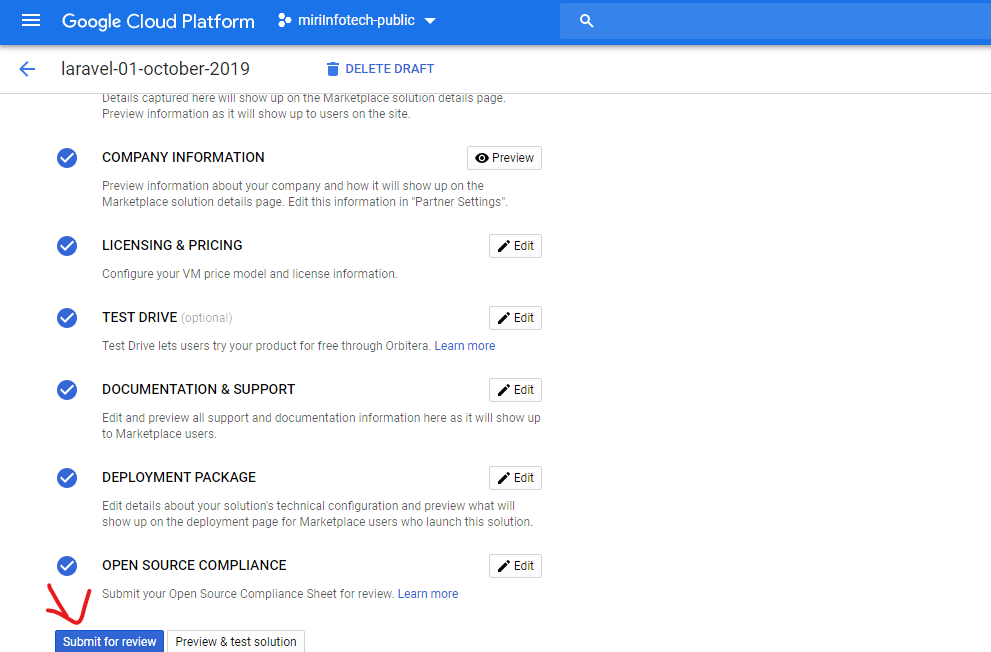 Google Cloud Platform miriInfotech-public
laravel-01-october-2019 DELETE DRAFT
Details captured here will show up on the Marketplace solution details page.
Preview information as it will show up to users on the site.
COMPANY INFORMATION Preview
Preview information about your company and how it will show up on the
Marketplace solution details page. Edit this information in "Partner Settings".
LICENSING & PRICING Edit
Configure your VM price model and license information.
TEST DRIVE (optional) Edit
Test Drive lets users try your product for free through Orbitera. Learn more
DOCUMENTATION & SUPPORT Edit
Edit and preview all support and documentation information here as it will show up
to Marketplace users.
DEPLOYMENT PACKAGE Edit
Edit details about your solution's technical configuration and preview what will
show up on the deployment page for Marketplace users who launch this solution.
OPEN SOURCE COMPLIANCE Edit
Submit your Open Source Compliance Sheet for review. Learn more
Submit for review Preview & test solution